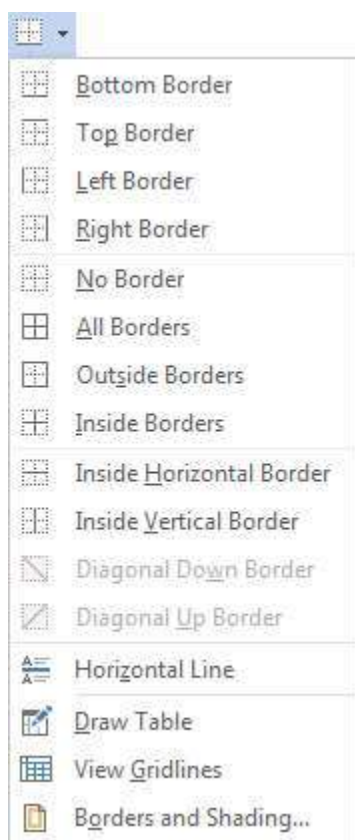 Bottom Border
Top Border
Left Border
Right Border
No Border
All Borders
Outside Borders
Inside Borders
Inside Horizontal Border
Inside Vertical Border
Diagonal Down Border
Diagonal Up Border
Horizontal Line
Draw Table
View Gridlines
Borders and Shading...